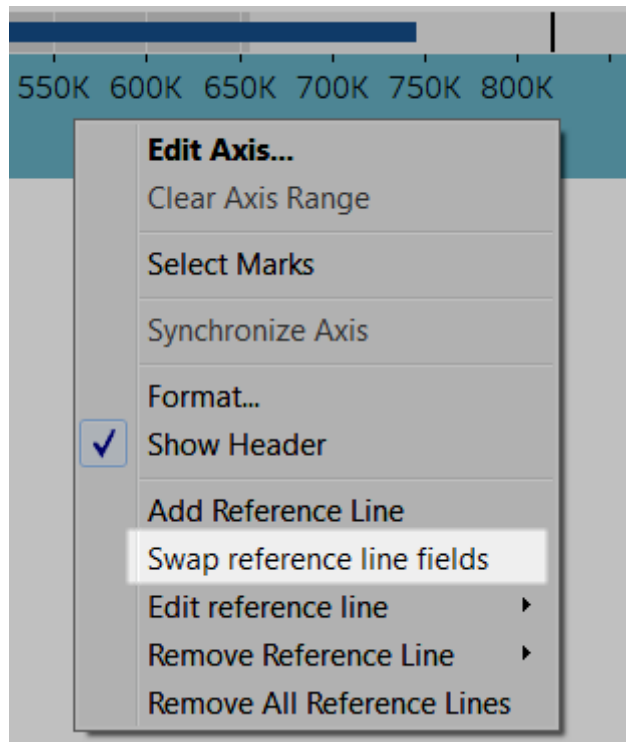 550K 600K 650K 700K 750K 800K
Edit Axis...
Clear Axis Range
Select Marks
Synchronize Axis
Format...
Show Header
Add Reference Line
Swap reference line fields
Edit reference line
Remove Reference Line
Remove All Reference Lines